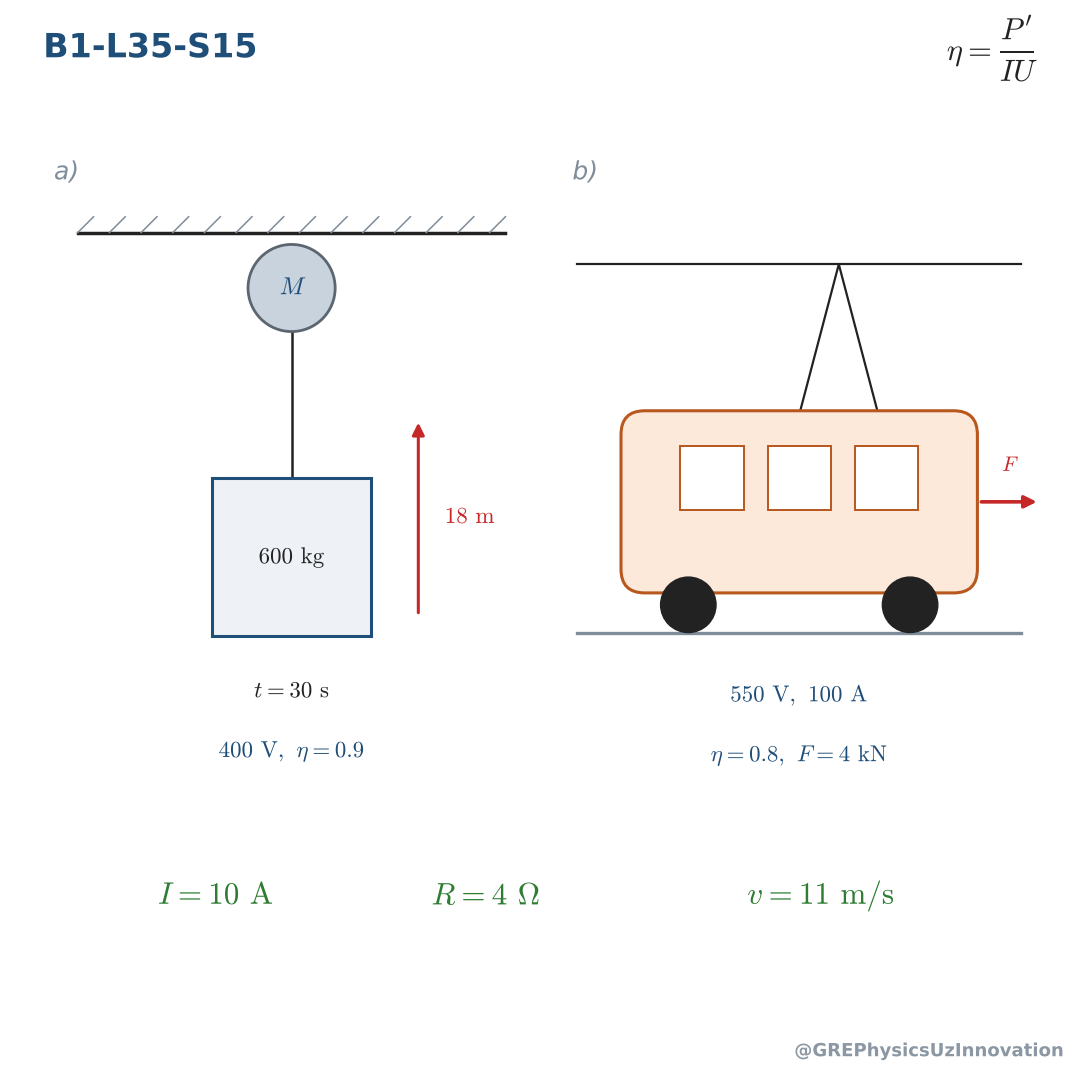 B1-L35-S15
η = P′/IU
a)
b)
M
18 m
600 kg
F
t = 30 s
400 V, η = 0.9
550 V, 100 A
η = 0.8, F = 4 kN
I = 10 A
R = 4 Ω
v = 11 m/s
@GREPhysicsUzInnovation